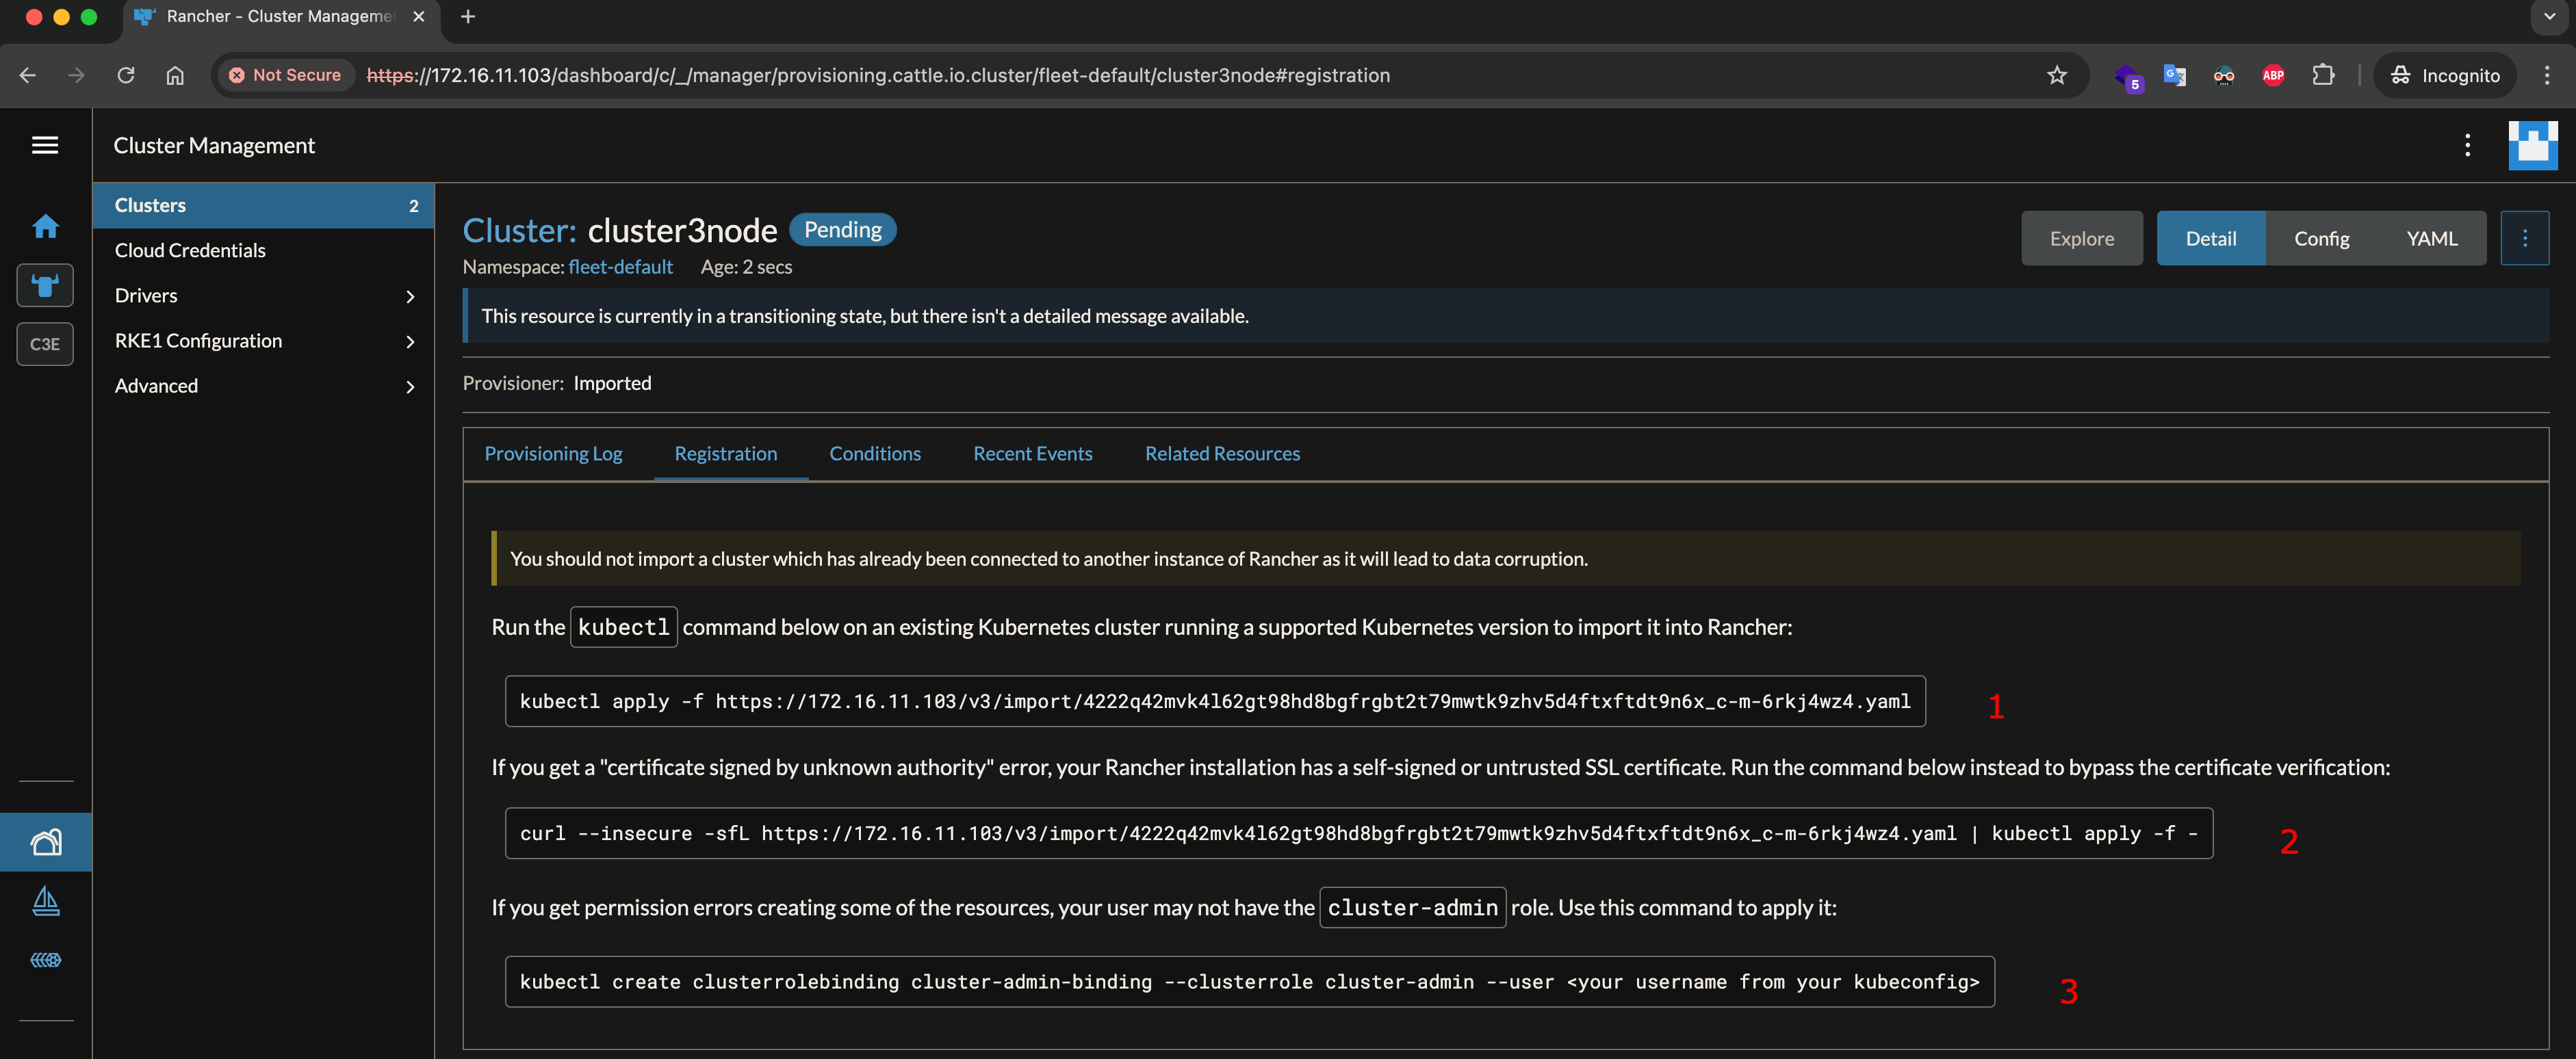 Rancher - Cluster Manageme
Not Secure https://172.16.11.103/dashboard/c/_/manager/provisioning.cattle.io.cluster/fleet-default/cluster3node#registration 5 G ABP Incognito
Cluster Management
Clusters 2
Cloud Credentials
Drivers
RKE1 Configuration
Advanced
C3E
Cluster: cluster3node Pending
Explore Detail Config YAML
Namespace: fleet-default Age: 2 secs
This resource is currently in a transitioning state, but there isn't a detailed message available.
Provisioner: Imported
Provisioning Log Registration Conditions Recent Events Related Resources
You should not import a cluster which has already been connected to another instance of Rancher as it will lead to data corruption.
Run the kubectl command below on an existing Kubernetes cluster running a supported Kubernetes version to import it into Rancher:
kubectl apply -f https://172.16.11.103/v3/import/4222q42mvk4l62gt98hd8bgfrgbt2t79mwtk9zhv5d4ftxftdt9n6x_c-m-6rkj4wz4.yaml 1
If you get a "certificate signed by unknown authority" error, your Rancher installation has a self-signed or untrusted SSL certificate. Run the command below instead to bypass the certificate verification:
curl --insecure -sfL https://172.16.11.103/v3/import/4222q42mvk4l62gt98hd8bgfrgbt2t79mwtk9zhv5d4ftxftdt9n6x_c-m-6rkj4wz4.yaml | kubectl apply -f - 2
If you get permission errors creating some of the resources, your user may not have the cluster-admin role. Use this command to apply it:
kubectl create clusterrolebinding cluster-admin-binding --clusterrole cluster-admin --user <your username from your kubeconfig> 3